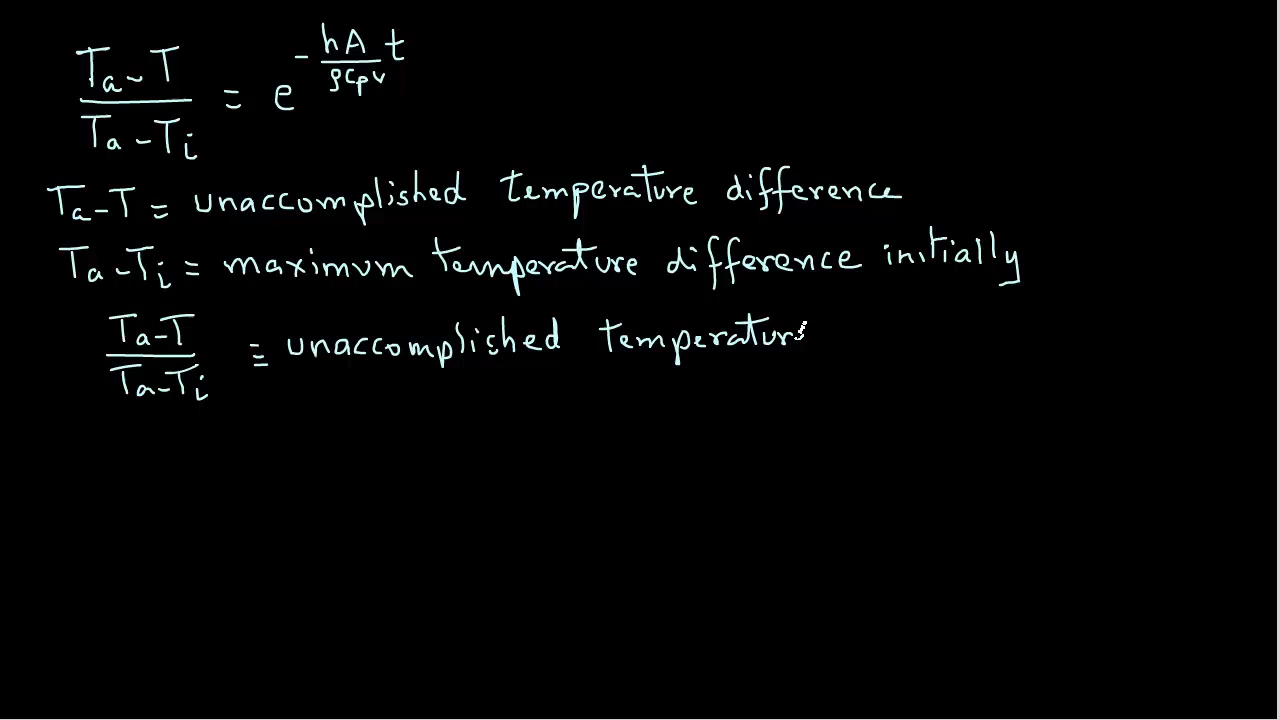 (Ta - T) / (Ta - Ti) = e^(- (hA / ρCpV) t)
Ta - T = unaccomplished temperature difference
Ta - Ti = maximum temperature difference initially
(Ta - T) / (Ta - Ti) ≡ unaccomplished temperatur